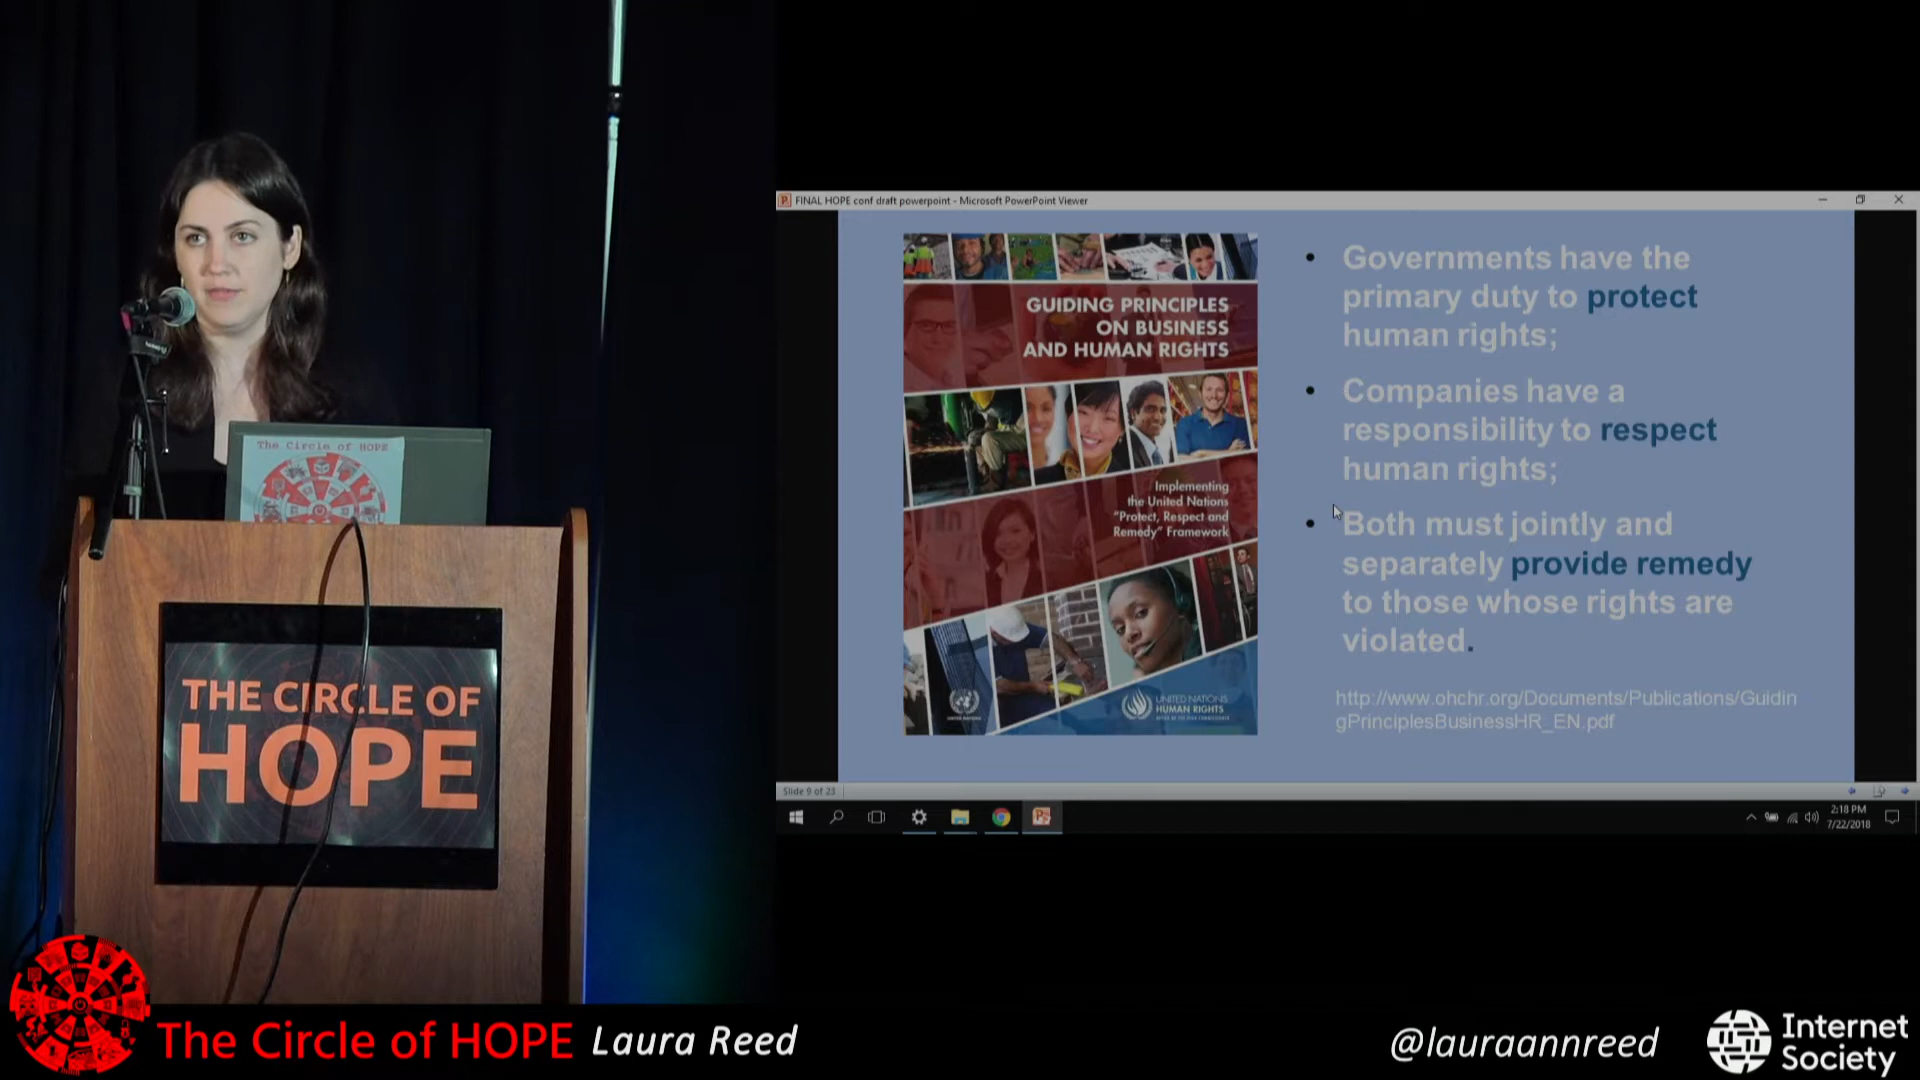 FINAL HOPE conf draft powerpoint - Microsoft PowerPoint Viewer
GUIDING PRINCIPLES
ON BUSINESS
AND HUMAN RIGHTS
Implementing
the United Nations
"Protect, Respect and
Remedy" Framework
UNITED NATIONS
UNITED NATIONS
HUMAN RIGHTS
• Governments have the
primary duty to protect
human rights;
• Companies have a
responsibility to respect
human rights;
• Both must jointly and
separately provide remedy
to those whose rights are
violated.
http://www.ohchr.org/Documents/Publications/Guidin
gPrinciplesBusinessHR_EN.pdf
Slide 9 of 23
2:18 PM
7/22/2018
The Circle of HOPE
THE CIRCLE OF
HOPE
The Circle of HOPE Laura Reed
@lauraannreed
Internet
Society